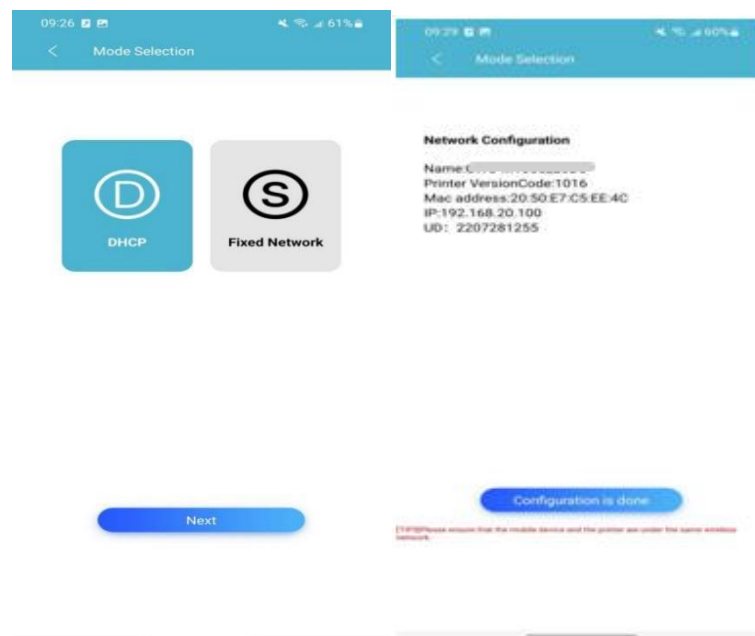 09:26
61%
Mode Selection
D
DHCP
S
Fixed Network
Next
09:29
60%
Mode Selection
Network Configuration
Name:
Printer VersionCode:1016
Mac address:20:50:E7:C5:EE:4C
IP:192.168.20.100
UD: 2207281255
Configuration is done
[TIPS]Please ensure that the mobile device and the printer are under the same wireless
network.